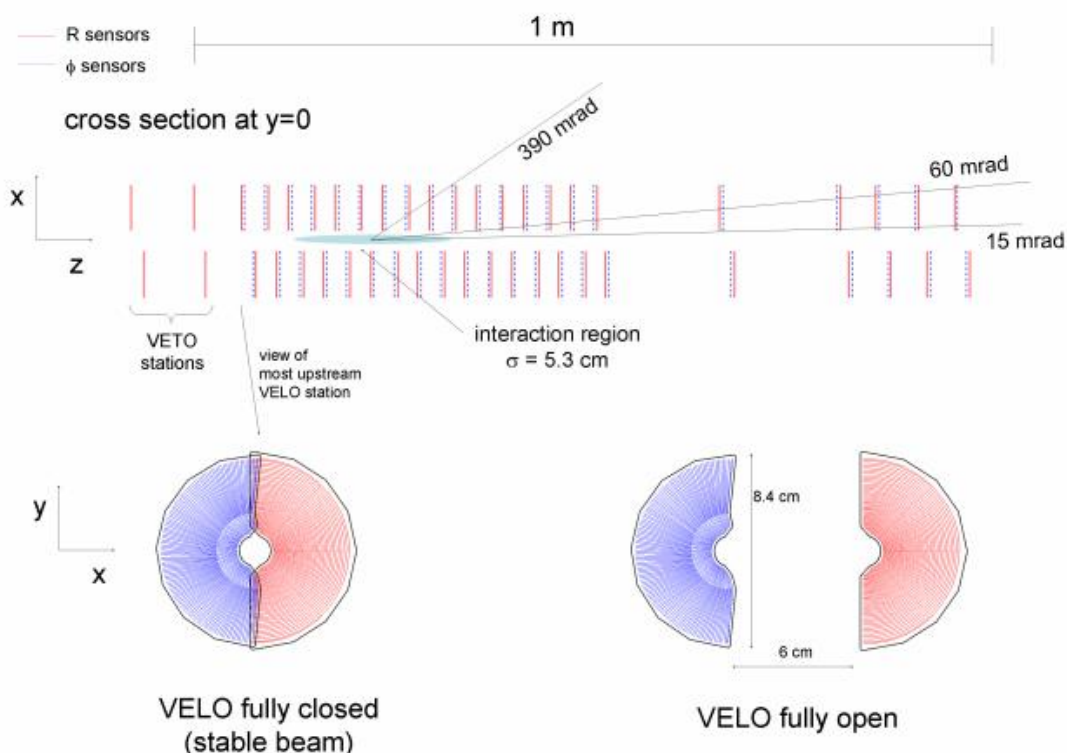 R sensors
1 m
ϕ sensors
cross section at y=0
390 mrad
60 mrad
x
15 mrad
z
VETO
stations
interaction region
σ = 5.3 cm
view of
most upstream
VELO station
y
x
8.4 cm
6 cm
VELO fully closed
(stable beam)
VELO fully open